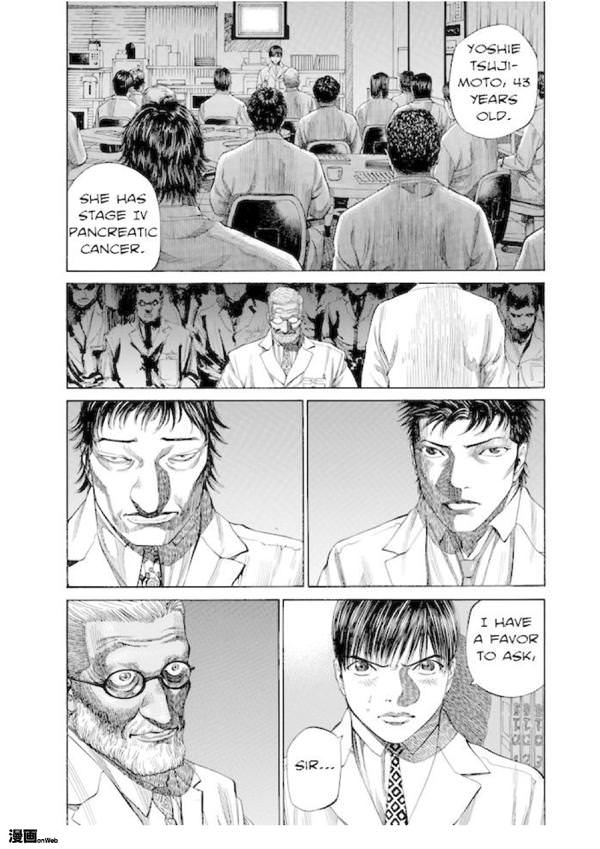 YOSHIE
TSUJI-
MOTO, 43
YEARS
OLD.
SHE HAS
STAGE IV
PANCREATIC
CANCER.
I HAVE
A FAVOR
TO ASK,
SIR...
漫画onWeb